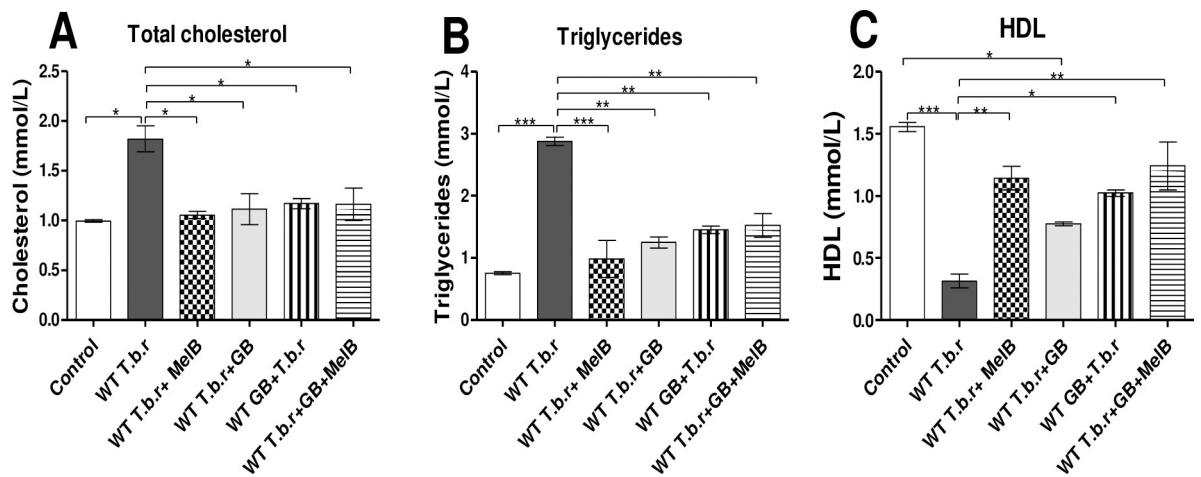 A
Total cholesterol
Cholesterol (mmol/L)
2.5
2.0
1.5
1.0
0.5
0.0
*
*
*
*
*
Control
WT T.b.r
WT T.b.r+ MelB
WT T.b.r+GB
WT GB+T.b.r
WT T.b.r+GB+MelB
B
Triglycerides
Triglycerides (mmol/L)
4
3
2
1
0
**
**
**
***
***
Control
WT T.b.r
WT T.b.r+ MelB
WT T.b.r+GB
WT GB+T.b.r
WT T.b.r+GB+MelB
C
HDL
HDL (mmol/L)
2.0
1.5
1.0
0.5
0.0
*
**
*
***
**
Control
WT T.b.r
WT T.b.r+ MelB
WT T.b.r+GB
WT GB+T.b.r
WT T.b.r+GB+MelB